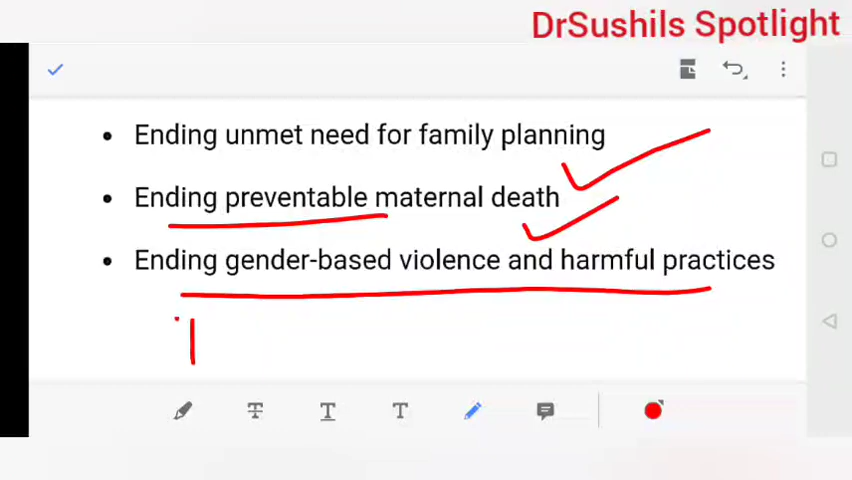 DrSushils Spotlight
• Ending unmet need for family planning
• Ending preventable maternal death
• Ending gender-based violence and harmful practices